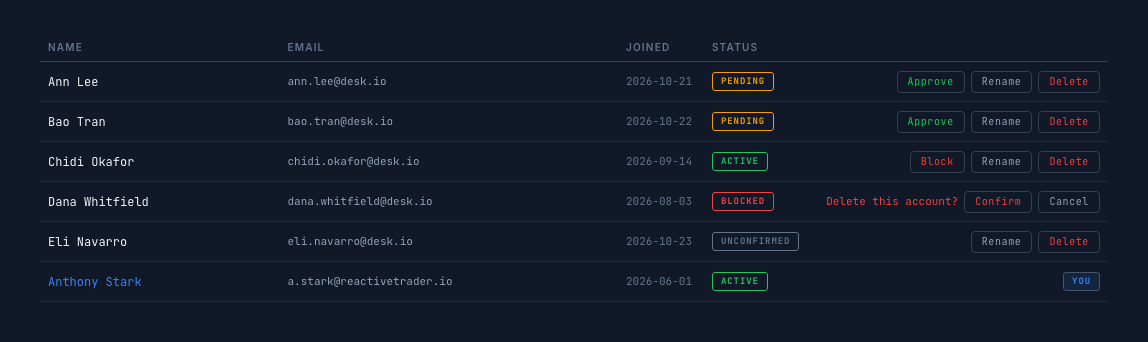 NAME EMAIL JOINED STATUS
Ann Lee ann.lee@desk.io 2026-10-21 PENDING Approve Rename Delete
Bao Tran bao.tran@desk.io 2026-10-22 PENDING Approve Rename Delete
Chidi Okafor chidi.okafor@desk.io 2026-09-14 ACTIVE Block Rename Delete
Dana Whitfield dana.whitfield@desk.io 2026-08-03 BLOCKED Delete this account? Confirm Cancel
Eli Navarro eli.navarro@desk.io 2026-10-23 UNCONFIRMED Rename Delete
Anthony Stark a.stark@reactivetrader.io 2026-06-01 ACTIVE YOU